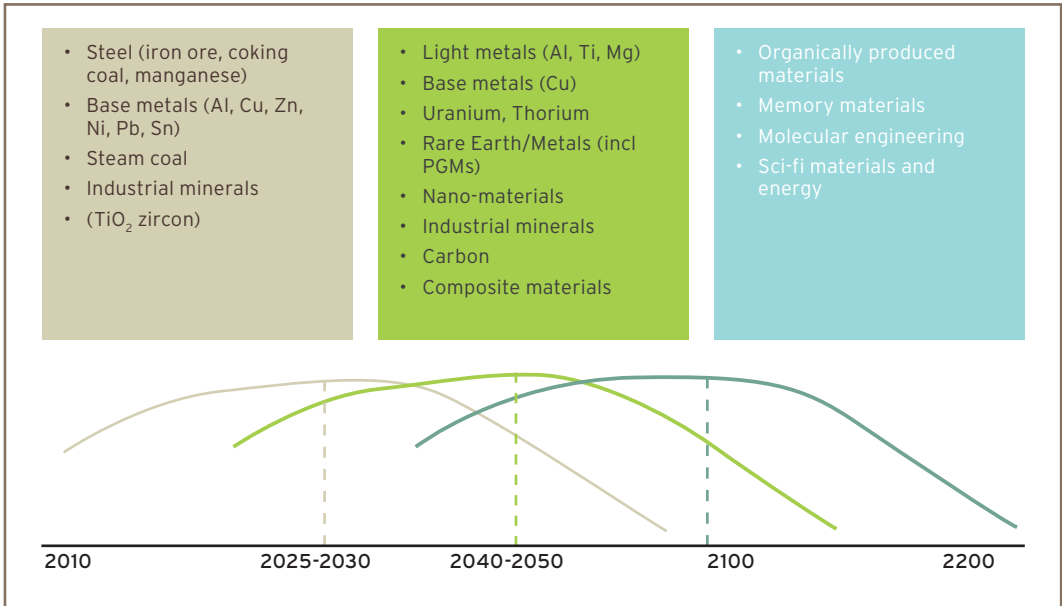 • Steel (iron ore, coking
coal, manganese)
• Base metals (Al, Cu, Zn,
Ni, Pb, Sn)
• Steam coal
• Industrial minerals
• (TiO₂ zircon)
• Light metals (Al, Ti, Mg)
• Base metals (Cu)
• Uranium, Thorium
• Rare Earth/Metals (incl
PGMs)
• Nano-materials
• Industrial minerals
• Carbon
• Composite materials
• Organically produced
materials
• Memory materials
• Molecular engineering
• Sci-fi materials and
energy
2010 2025-2030 2040-2050 2100 2200